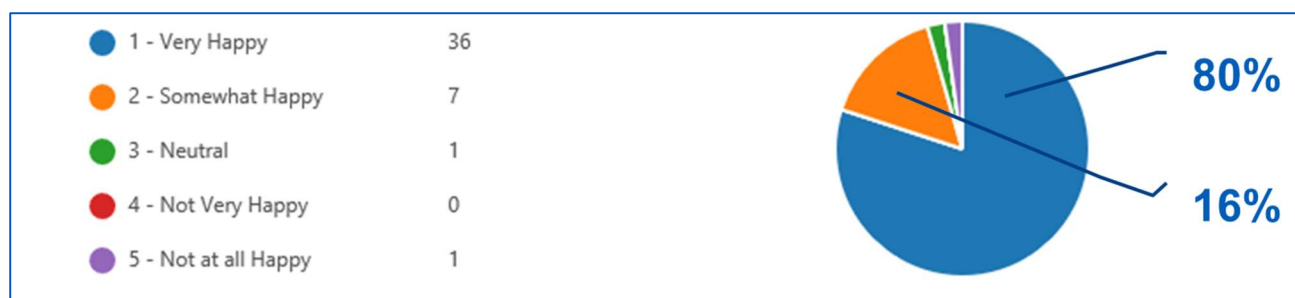 1 - Very Happy 36
2 - Somewhat Happy 7
3 - Neutral 1
4 - Not Very Happy 0
5 - Not at all Happy 1
80%
16%